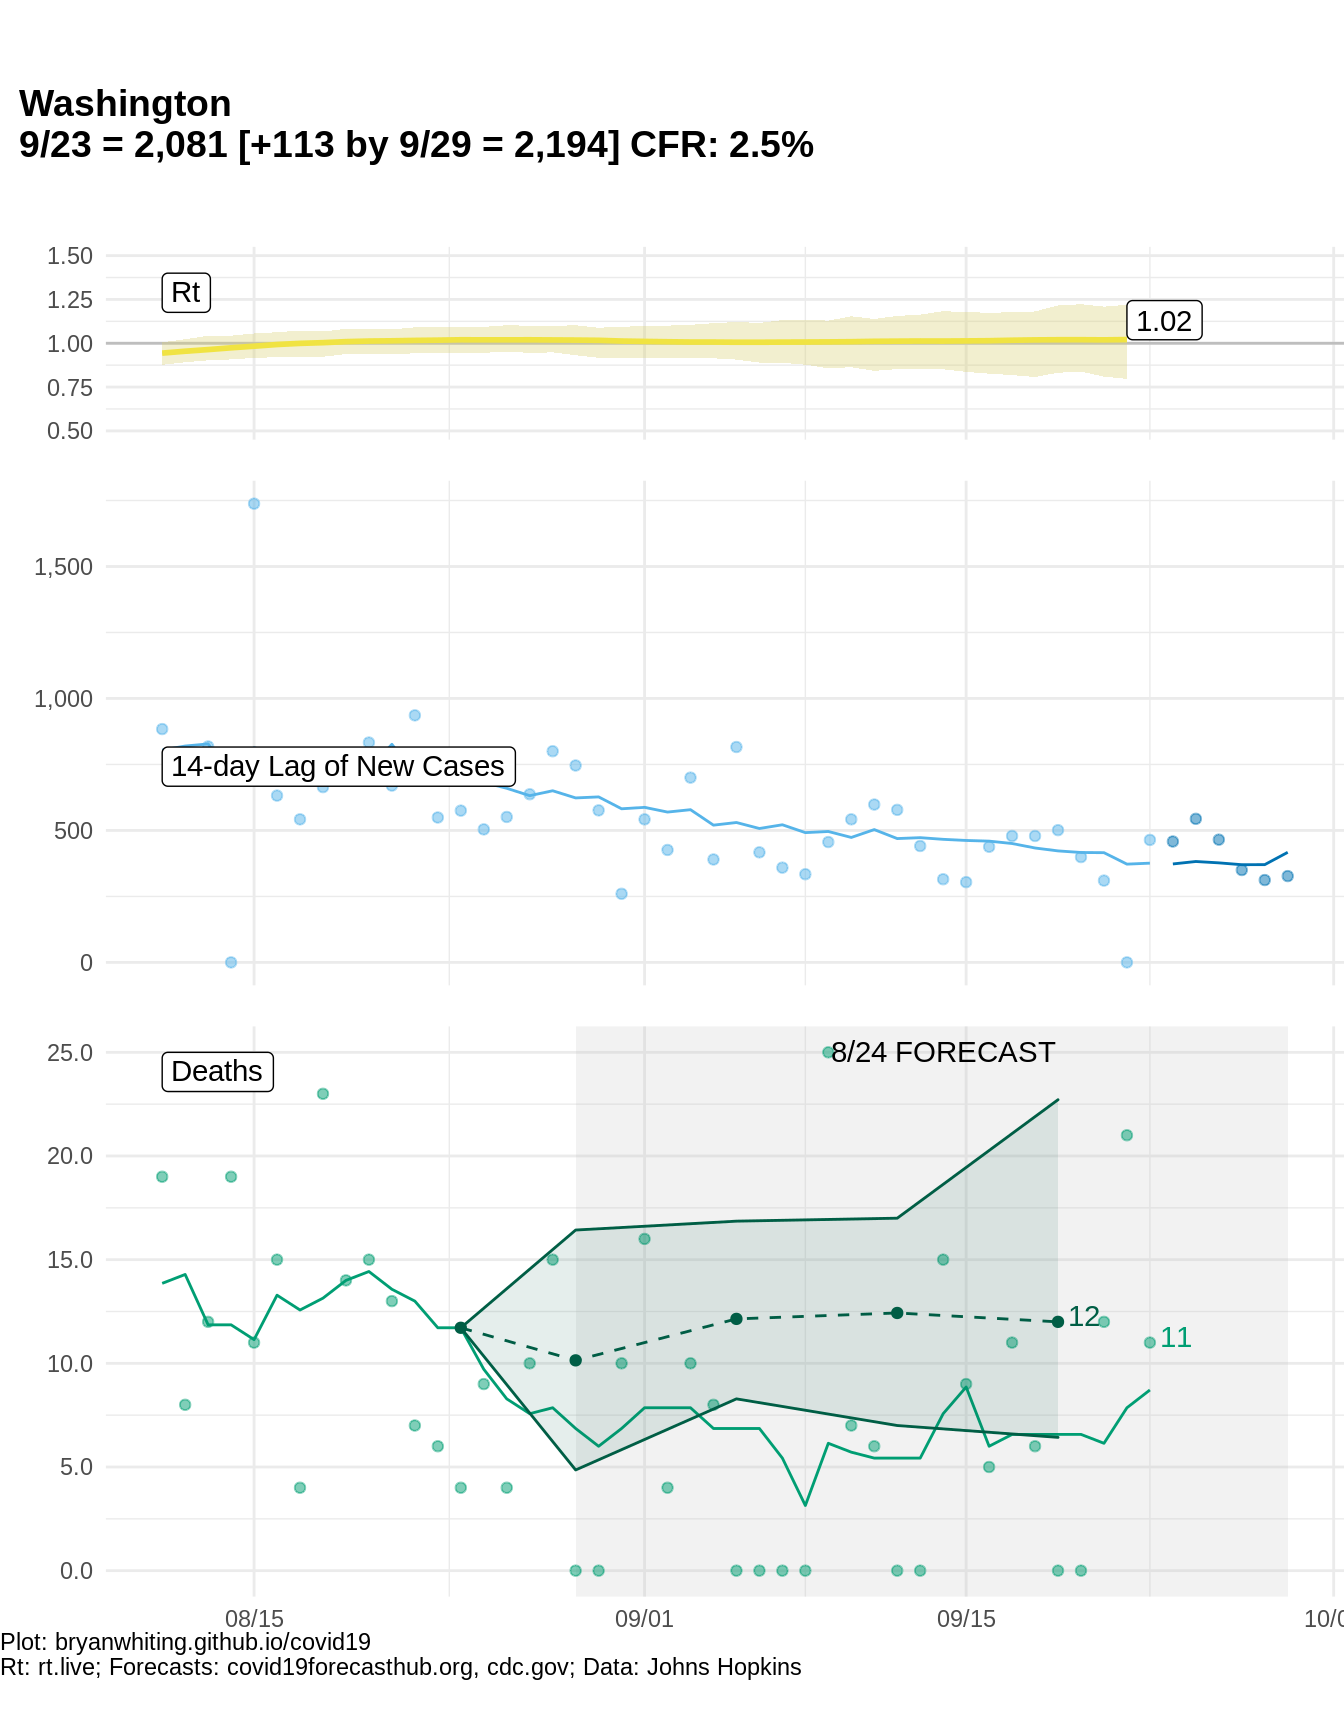 Washington
9/23 = 2,081 [+113 by 9/29 = 2,194] CFR: 2.5%
1.50
Rt
1.25
1.02
1.00
0.75
0.50
1,500
1,000
14-day Lag of New Cases
500
0
25.0
8/24 FORECAST
Deaths
20.0
15.0
12
11
10.0
5.0
0.0
08/15 09/01 09/15 10/0
Plot: bryanwhiting.github.io/covid19
Rt: rt.live; Forecasts: covid19forecasthub.org, cdc.gov; Data: Johns Hopkins